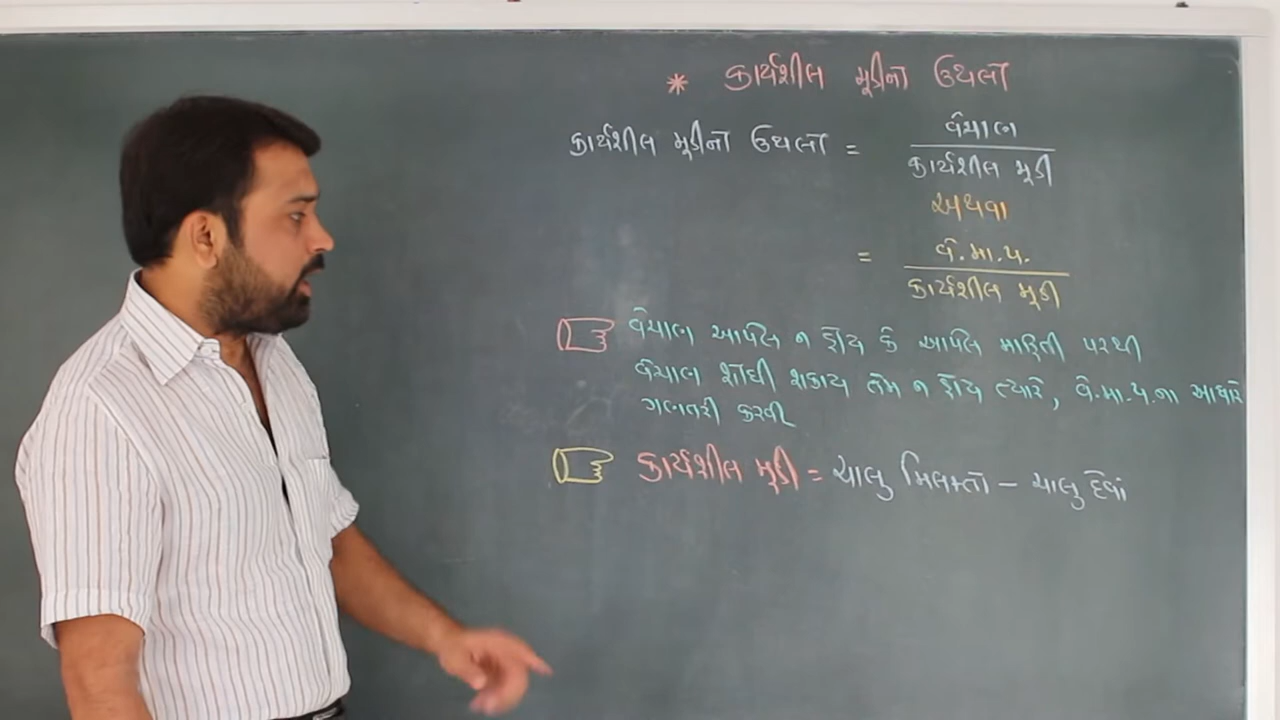 * કાર્યશીલ મૂડીનો ઉથલો
કાર્યશીલ મૂડીનો ઉથલો = વેચાણ / કાર્યશીલ મૂડી
અથવા
= વે.મા.પ. / કાર્યશીલ મૂડી
વેચાણ આપેલ ન હોય કે આપેલ માહિતી પરથી
વેચાણ શોધી શકાય તેમ ન હોય ત્યારે, વે.મા.પ.ના આધારે
ગણતરી કરવી
કાર્યશીલ મૂડી = ચાલુ મિલકતો - ચાલુ દેવાં